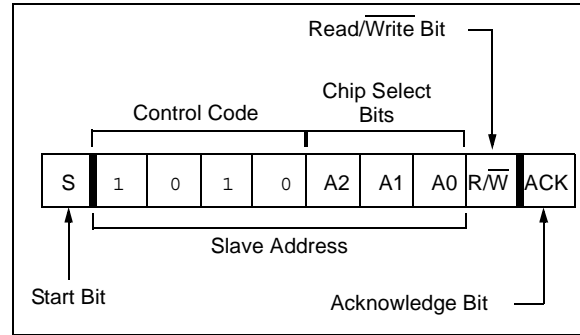 Read/Write Bit
Control Code
Chip Select
Bits
S 1 0 1 0 A2 A1 A0 R/W ACK
Slave Address
Start Bit
Acknowledge Bit